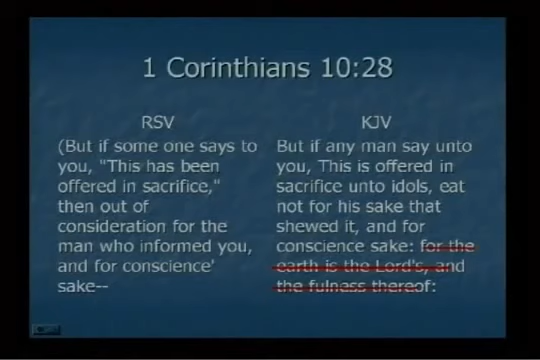 1 Corinthians 10:28
RSV
(But if some one says to
you, "This has been
offered in sacrifice,"
then out of
consideration for the
man who informed you,
and for conscience'
sake--
KJV
But if any man say unto
you, This is offered in
sacrifice unto idols, eat
not for his sake that
shewed it, and for
conscience sake: for the
earth is the Lord's, and
the fulness thereof: